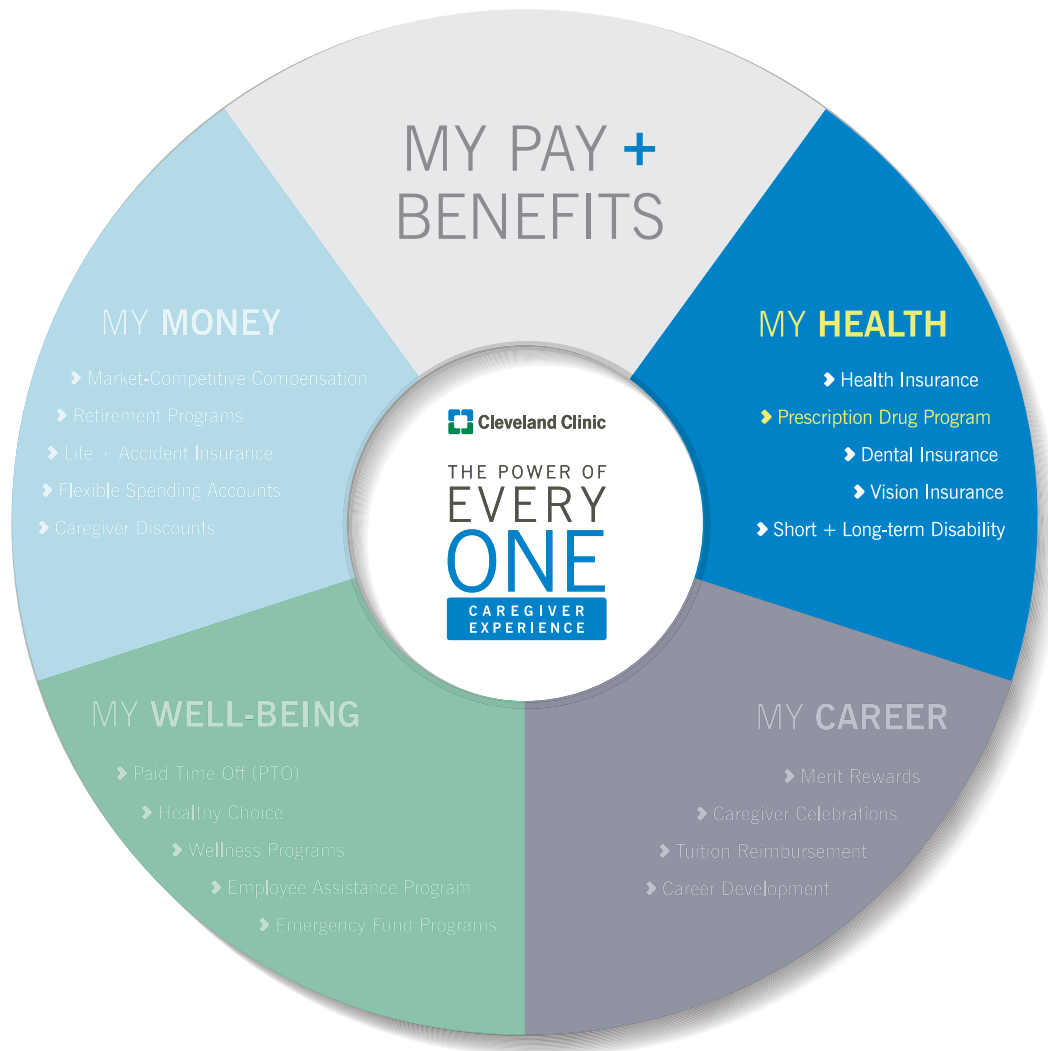 MY PAY +
BENEFITS
MY MONEY
❯ Market-Competitive Compensation
❯ Retirement Programs
❯ Life + Accident Insurance
❯ Flexible Spending Accounts
❯ Caregiver Discounts
MY HEALTH
❯ Health Insurance
❯ Prescription Drug Program
❯ Dental Insurance
❯ Vision Insurance
❯ Short + Long-term Disability
Cleveland Clinic
THE POWER OF
EVERY
ONE
CAREGIVER
EXPERIENCE
MY WELL-BEING
❯ Paid Time Off (PTO)
❯ Healthy Choice
❯ Wellness Programs
❯ Employee Assistance Program
❯ Emergency Fund Programs
MY CAREER
❯ Merit Rewards
❯ Caregiver Celebrations
❯ Tuition Reimbursement
❯ Career Development